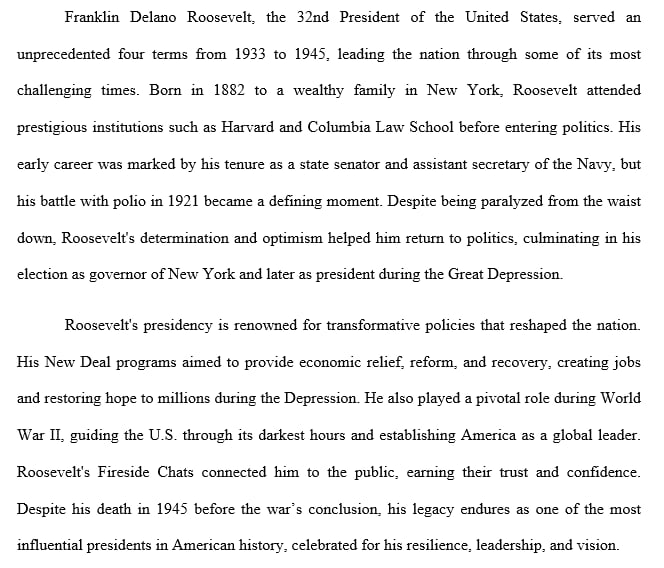 Franklin Delano Roosevelt, the 32nd President of the United States, served an
unprecedented four terms from 1933 to 1945, leading the nation through some of its most
challenging times. Born in 1882 to a wealthy family in New York, Roosevelt attended
prestigious institutions such as Harvard and Columbia Law School before entering politics. His
early career was marked by his tenure as a state senator and assistant secretary of the Navy, but
his battle with polio in 1921 became a defining moment. Despite being paralyzed from the waist
down, Roosevelt's determination and optimism helped him return to politics, culminating in his
election as governor of New York and later as president during the Great Depression.
Roosevelt's presidency is renowned for transformative policies that reshaped the nation.
His New Deal programs aimed to provide economic relief, reform, and recovery, creating jobs
and restoring hope to millions during the Depression. He also played a pivotal role during World
War II, guiding the U.S. through its darkest hours and establishing America as a global leader.
Roosevelt's Fireside Chats connected him to the public, earning their trust and confidence.
Despite his death in 1945 before the war’s conclusion, his legacy endures as one of the most
influential presidents in American history, celebrated for his resilience, leadership, and vision.